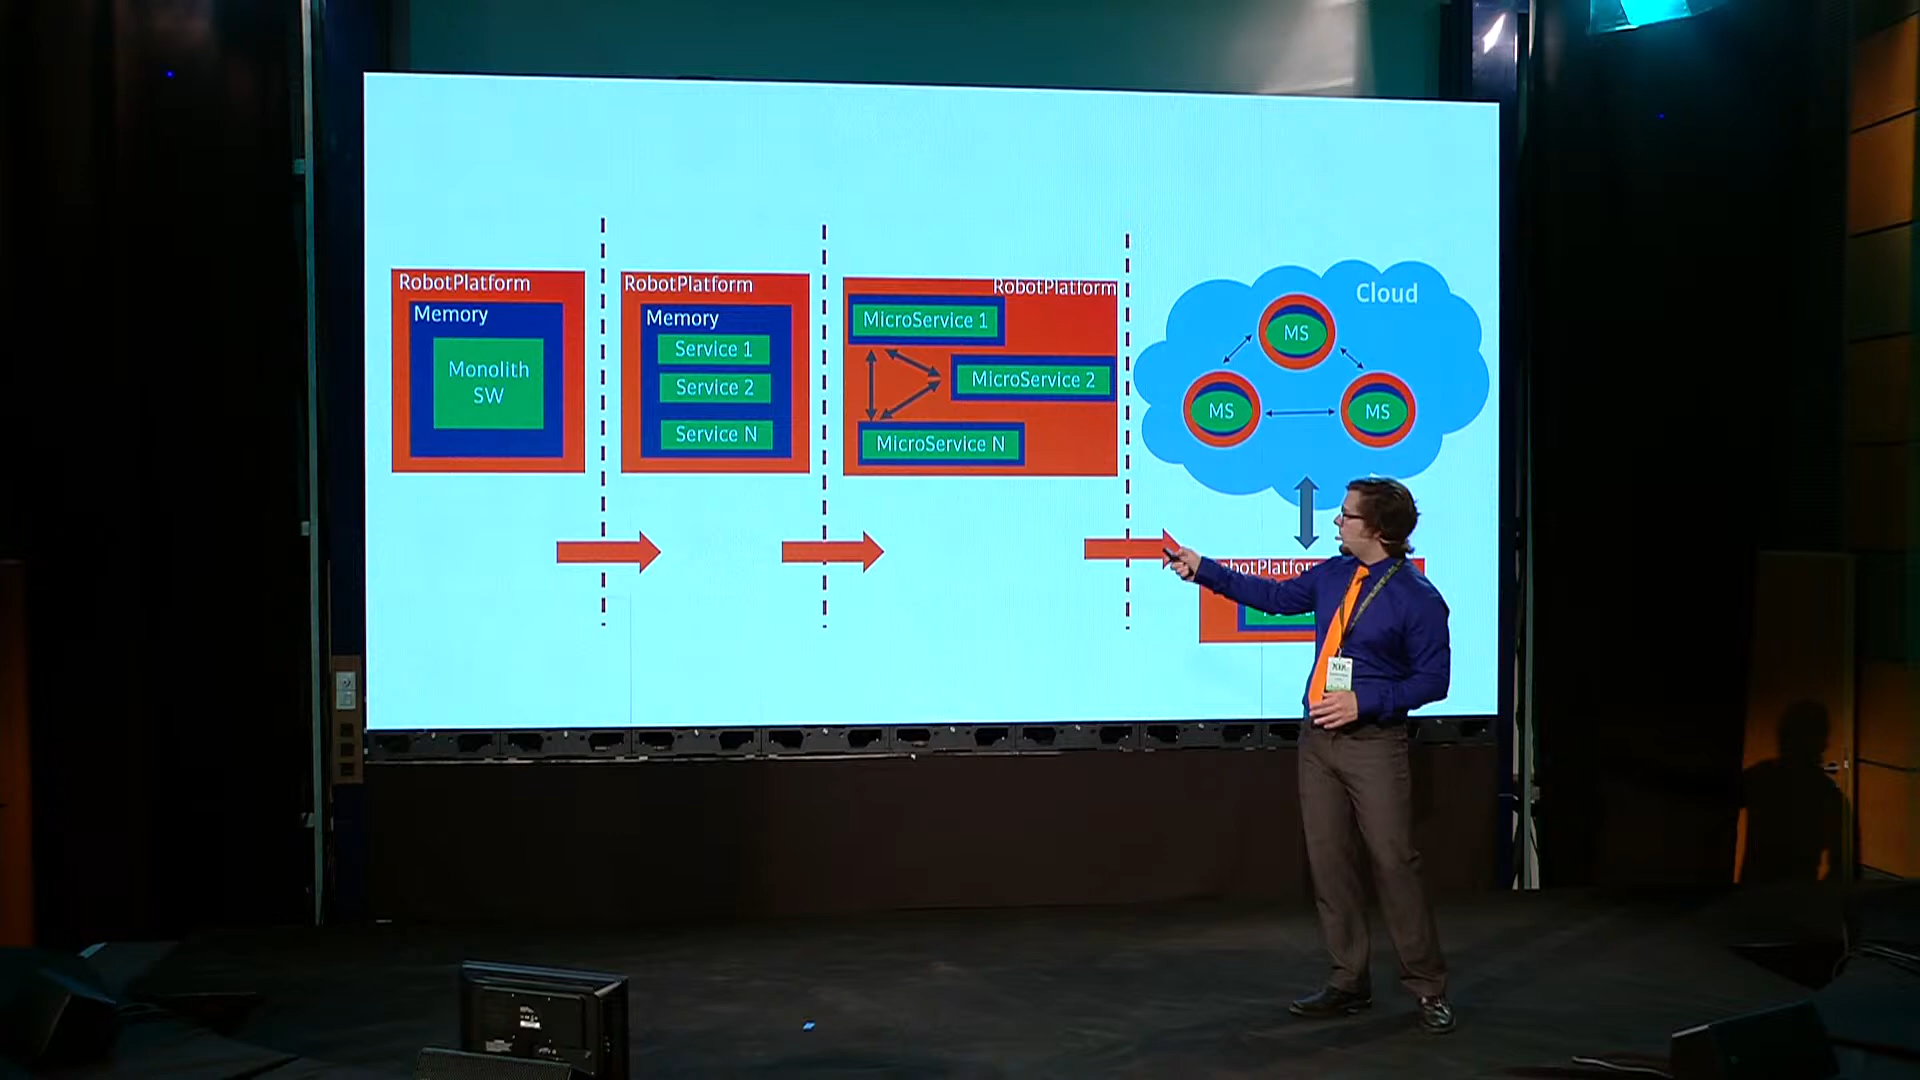 RobotPlatform
Memory
Monolith
SW
RobotPlatform
Memory
Service 1
Service 2
Service N
RobotPlatform
MicroService 1
MicroService 2
MicroService N
Cloud
MS
MS
MS